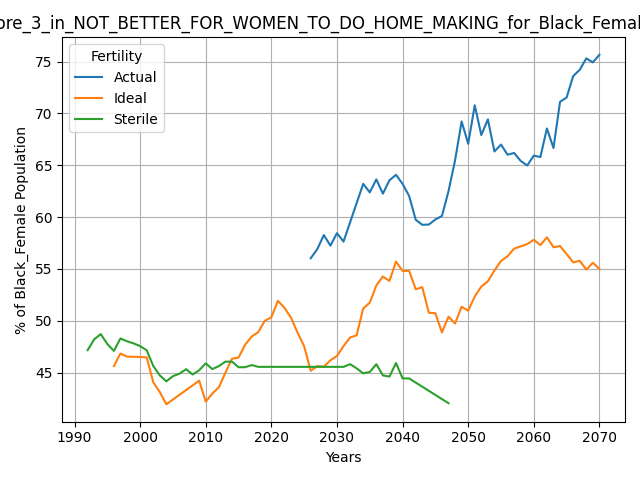 ore_3_in_NOT_BETTER_FOR_WOMEN_TO_DO_HOME_MAKING_for_Black_Femal
Fertility
Actual
Ideal
Sterile
% of Black_Female Population
75
70
65
60
55
50
45
1990 2000 2010 2020 2030 2040 2050 2060 2070
Years